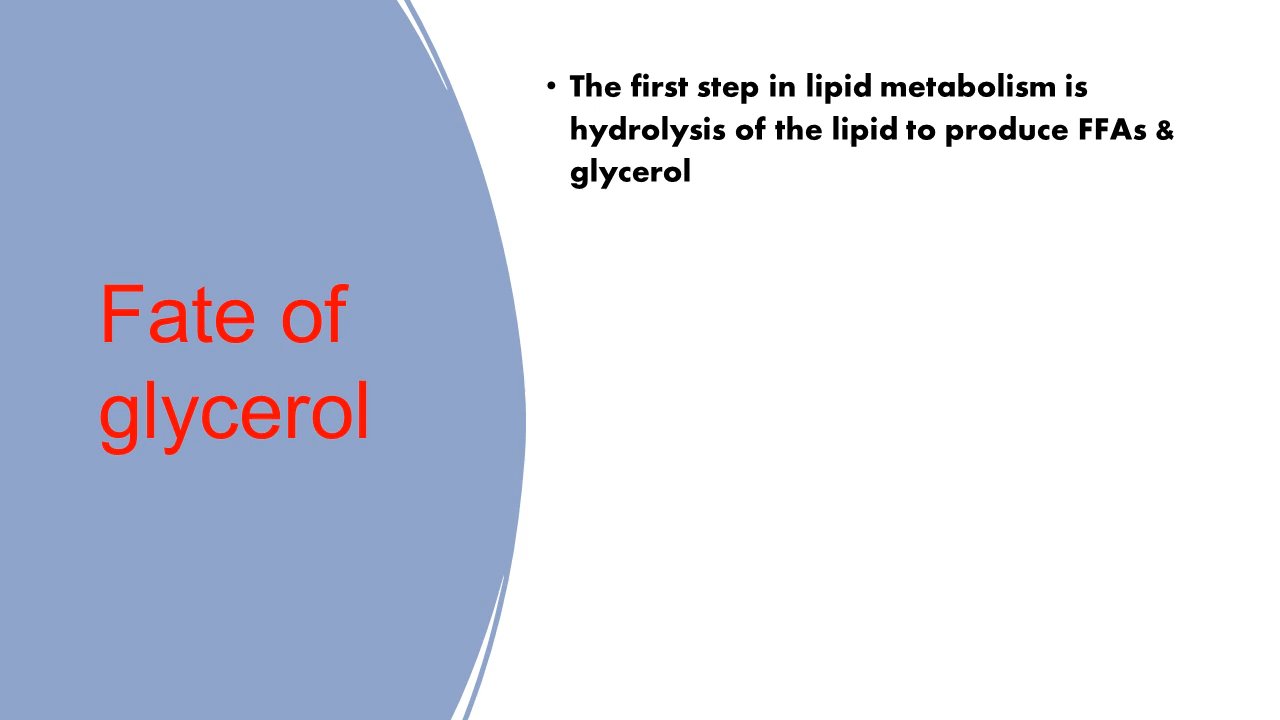 Fate of
glycerol
• The first step in lipid metabolism is
hydrolysis of the lipid to produce FFAs &
glycerol